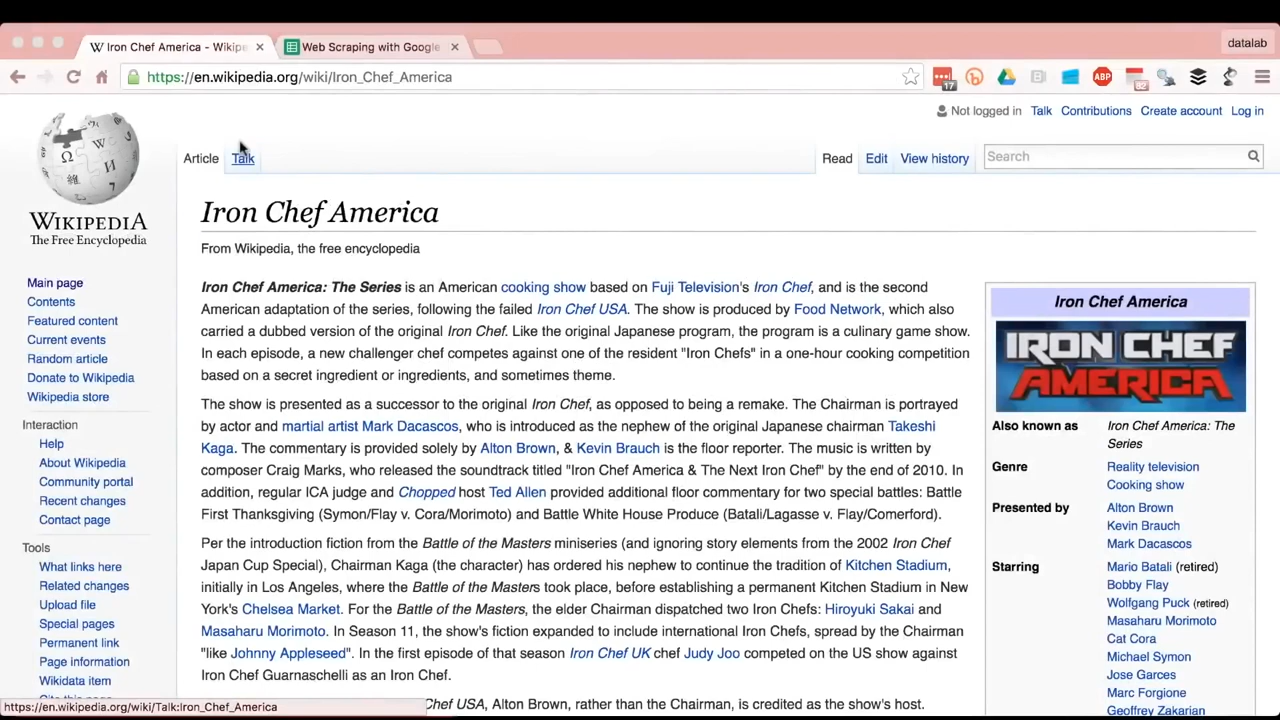 Iron Chef America - Wikipe
Web Scraping with Google
datalab
https://en.wikipedia.org/wiki/Iron_Chef_America
17
ABP
52
Not logged in Talk Contributions Create account Log in
Article Talk
Read Edit View history
Search
WIKIPEDIA
The Free Encyclopedia
Main page
Contents
Featured content
Current events
Random article
Donate to Wikipedia
Wikipedia store
Interaction
Help
About Wikipedia
Community portal
Recent changes
Contact page
Tools
What links here
Related changes
Upload file
Special pages
Permanent link
Page information
Wikidata item
Cite this page
Iron Chef America
From Wikipedia, the free encyclopedia
Iron Chef America: The Series is an American cooking show based on Fuji Television's Iron Chef, and is the second
American adaptation of the series, following the failed Iron Chef USA. The show is produced by Food Network, which also
carried a dubbed version of the original Iron Chef. Like the original Japanese program, the program is a culinary game show.
In each episode, a new challenger chef competes against one of the resident "Iron Chefs" in a one-hour cooking competition
based on a secret ingredient or ingredients, and sometimes theme.
The show is presented as a successor to the original Iron Chef, as opposed to being a remake. The Chairman is portrayed
by actor and martial artist Mark Dacascos, who is introduced as the nephew of the original Japanese chairman Takeshi
Kaga. The commentary is provided solely by Alton Brown, & Kevin Brauch is the floor reporter. The music is written by
composer Craig Marks, who released the soundtrack titled "Iron Chef America & The Next Iron Chef" by the end of 2010. In
addition, regular ICA judge and Chopped host Ted Allen provided additional floor commentary for two special battles: Battle
First Thanksgiving (Symon/Flay v. Cora/Morimoto) and Battle White House Produce (Batali/Lagasse v. Flay/Comerford).
Per the introduction fiction from the Battle of the Masters miniseries (and ignoring story elements from the 2002 Iron Chef
Japan Cup Special), Chairman Kaga (the character) has ordered his nephew to continue the tradition of Kitchen Stadium,
initially in Los Angeles, where the Battle of the Masters took place, before establishing a permanent Kitchen Stadium in New
York's Chelsea Market. For the Battle of the Masters, the elder Chairman dispatched two Iron Chefs: Hiroyuki Sakai and
Masaharu Morimoto. In Season 11, the show's fiction expanded to include international Iron Chefs, spread by the Chairman
"like Johnny Appleseed". In the first episode of that season Iron Chef UK chef Judy Joo competed on the US show against
Iron Chef Guarnaschelli as an Iron Chef.
Chef USA, Alton Brown, rather than the Chairman, is credited as the show's host.
Iron Chef America
IRON CHEF
AMERICA
Also known as Iron Chef America: The
Series
Genre Reality television
Cooking show
Presented by Alton Brown
Kevin Brauch
Mark Dacascos
Starring Mario Batali (retired)
Bobby Flay
Wolfgang Puck (retired)
Masaharu Morimoto
Cat Cora
Michael Symon
Jose Garces
Marc Forgione
Geoffrey Zakarian
https://en.wikipedia.org/wiki/Talk:Iron_Chef_America